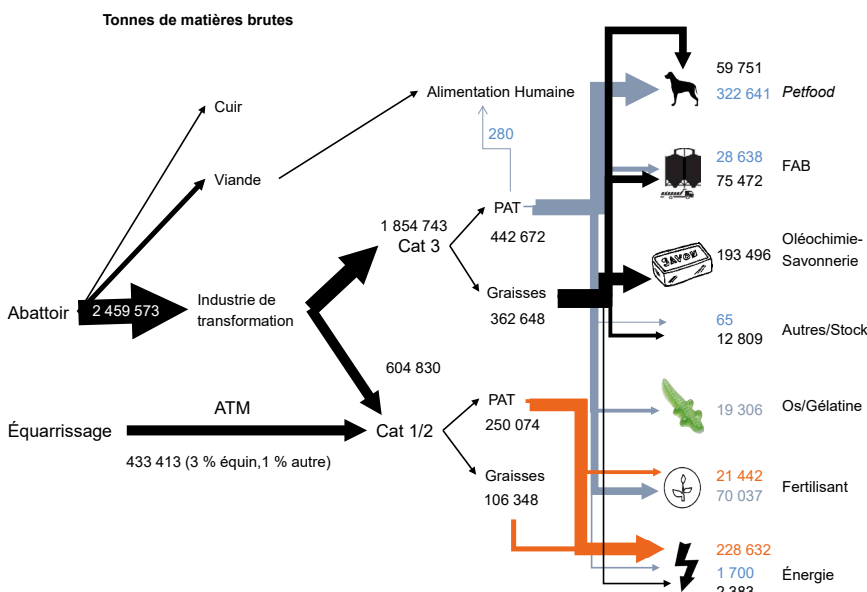 Tonnes de matières brutes
59 751
322 641
Petfood
Cuir
Alimentation Humaine
280
28 638
75 472
FAB
Viande
PAT
442 672
1 854 743
Cat 3
SAVON
193 496
Oléochimie-
Savonnerie
Abattoir
2 459 573
Industrie de
transformation
Graisses
362 648
65
12 809
Autres/Stock
604 830
ATM
PAT
250 074
19 306
Os/Gélatine
Équarrissage
Cat 1/2
433 413 (3 % équin,1 % autre)
Graisses
106 348
21 442
70 037
Fertilisant
228 632
1 700
2 383
Énergie